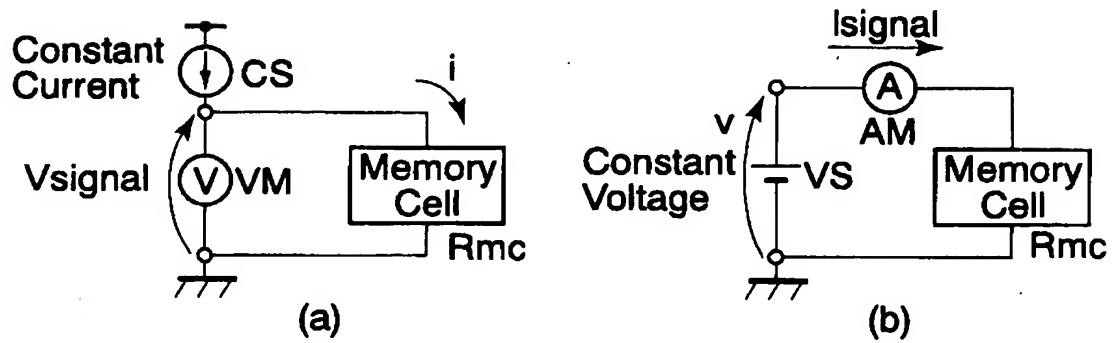 Constant
Current
CS
i
Vsignal
V
VM
Memory
Cell
Rmc
(a)
Isignal
A
AM
v
Constant
Voltage
VS
Memory
Cell
Rmc
(b)